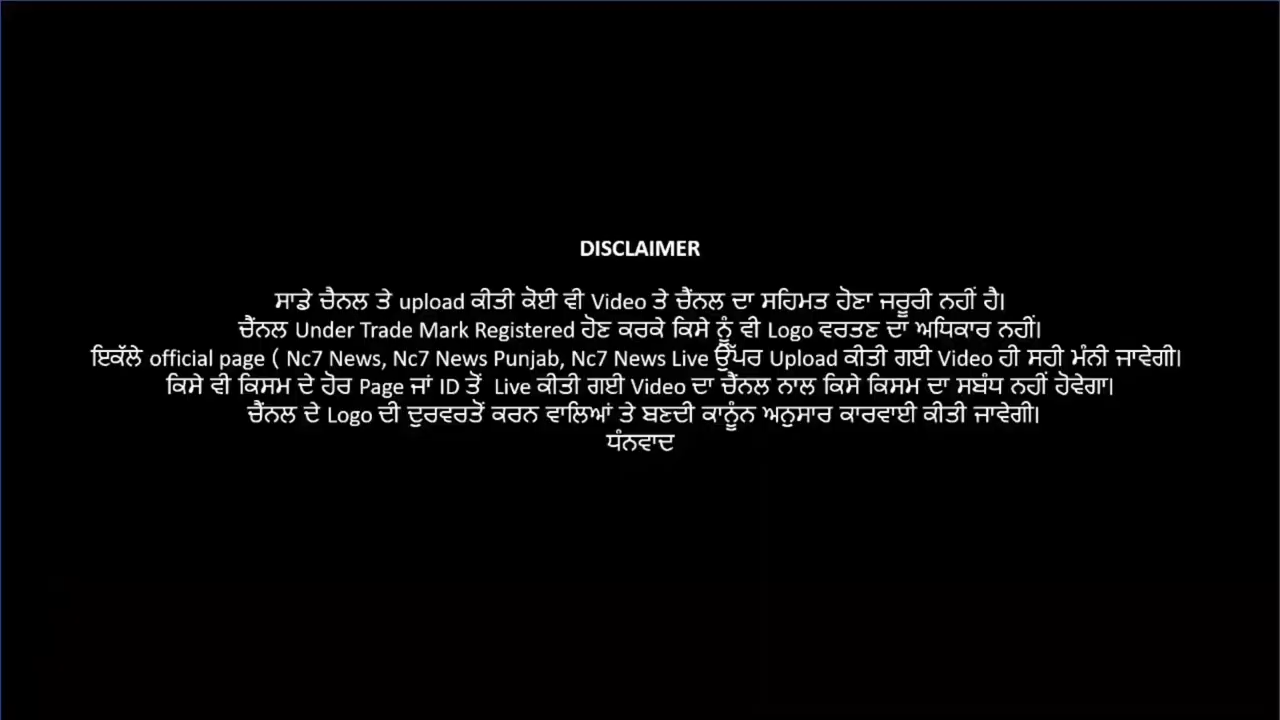 DISCLAIMER
ਸਾਡੇ ਚੈਨਲ ਤੇ upload ਕੀਤੀ ਕੋਈ ਵੀ Video ਤੇ ਚੈਂਨਲ ਦਾ ਸਹਿਮਤ ਹੋਣਾ ਜਰੂਰੀ ਨਹੀਂ ਹੈ।
ਚੈਂਨਲ Under Trade Mark Registered ਹੋਣ ਕਰਕੇ ਕਿਸੇ ਨੂੰ ਵੀ Logo ਵਰਤਣ ਦਾ ਅਧਿਕਾਰ ਨਹੀਂ।
ਇਕੱਲੇ official page ( Nc7 News, Nc7 News Punjab, Nc7 News Live ਉੱਪਰ Upload ਕੀਤੀ ਗਈ Video ਹੀ ਸਹੀ ਮੰਨੀ ਜਾਵੇਗੀ।
ਕਿਸੇ ਵੀ ਕਿਸਮ ਦੇ ਹੋਰ Page ਜਾਂ ID ਤੋਂ Live ਕੀਤੀ ਗਈ Video ਦਾ ਚੈਂਨਲ ਨਾਲ ਕਿਸੇ ਕਿਸਮ ਦਾ ਸਬੰਧ ਨਹੀਂ ਹੋਵੇਗਾ।
ਚੈਂਨਲ ਦੇ Logo ਦੀ ਦੁਰਵਰਤੋਂ ਕਰਨ ਵਾਲਿਆਂ ਤੇ ਬਣਦੀ ਕਾਨੂੰਨ ਅਨੁਸਾਰ ਕਾਰਵਾਈ ਕੀਤੀ ਜਾਵੇਗੀ।
ਧੰਨਵਾਦ